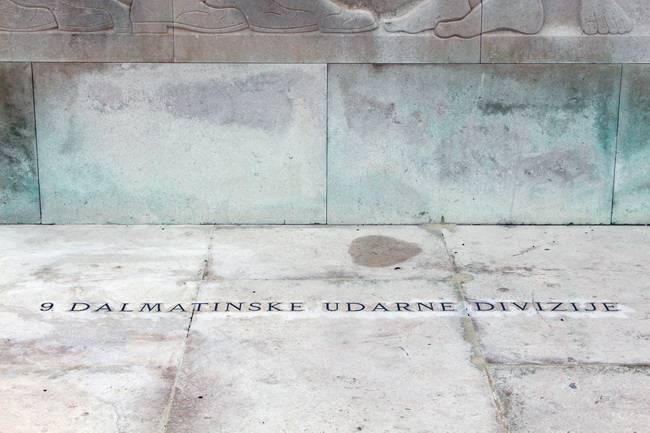 9 DALMATINSKE UDARNE DIVIZIJE